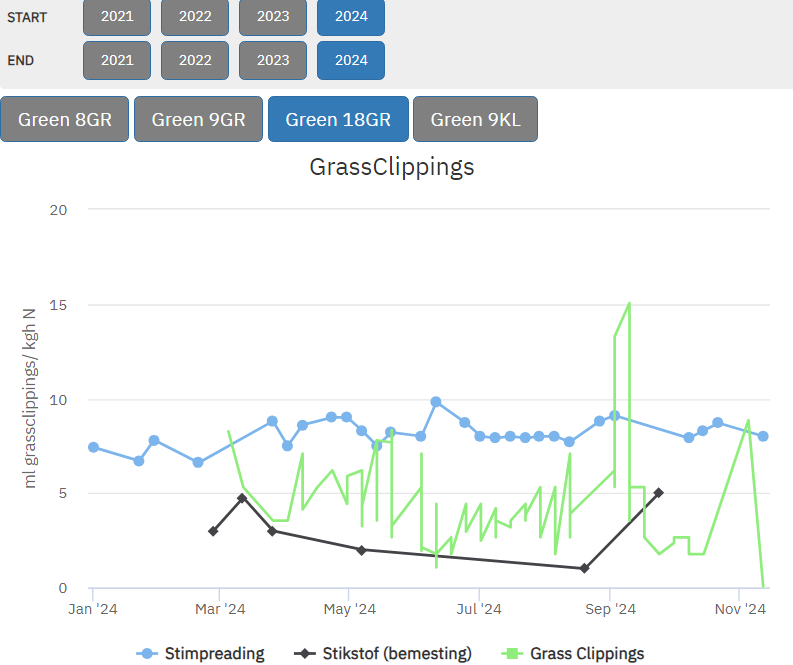 START 2021 2022 2023 2024
END 2021 2022 2023 2024
Green 8GR Green 9GR Green 18GR Green 9KL
GrassClippings
ml grassclippings/ kgh N
20
15
10
5
0
Jan '24 Mar '24 May '24 Jul '24 Sep '24 Nov '24
Stimpreading Stikstof (bemesting) Grass Clippings